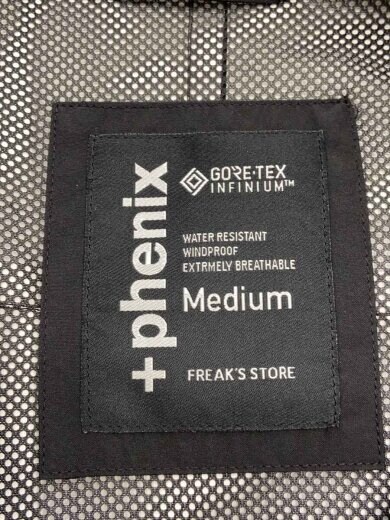 +phenix
GORE-TEX
INFINIUM™
WATER RESISTANT
WINDPROOF
EXTRMELY BREATHABLE
Medium
FREAK'S STORE